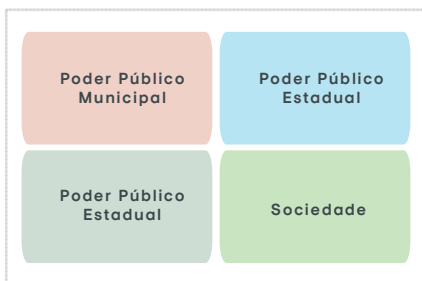 Poder Público
Municipal
Poder Público
Estadual
Poder Público
Estadual
Sociedade